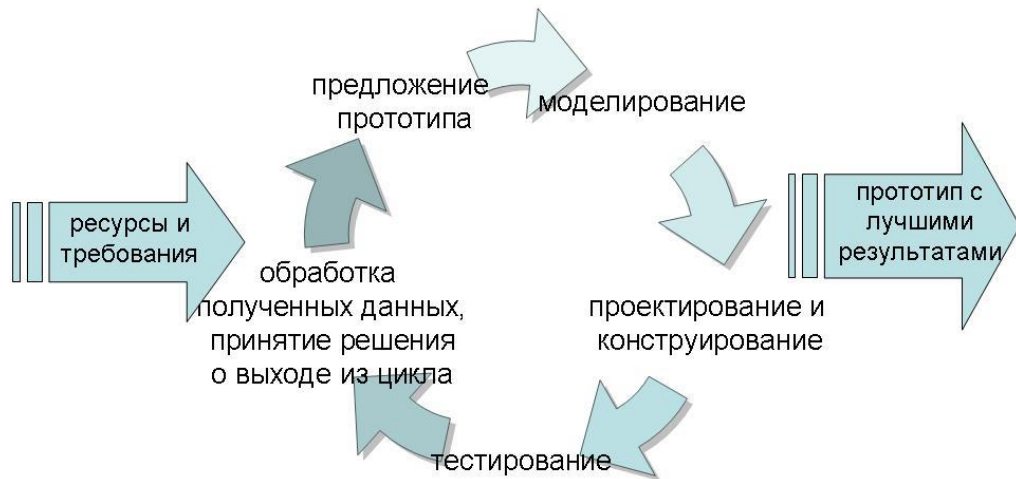 предложение
прототипа
моделирование
ресурсы и
требования
прототип с
лучшими
результатами
обработка
полученных данных,
принятие решения
о выходе из цикла
проектирование и
конструирование
тестирование